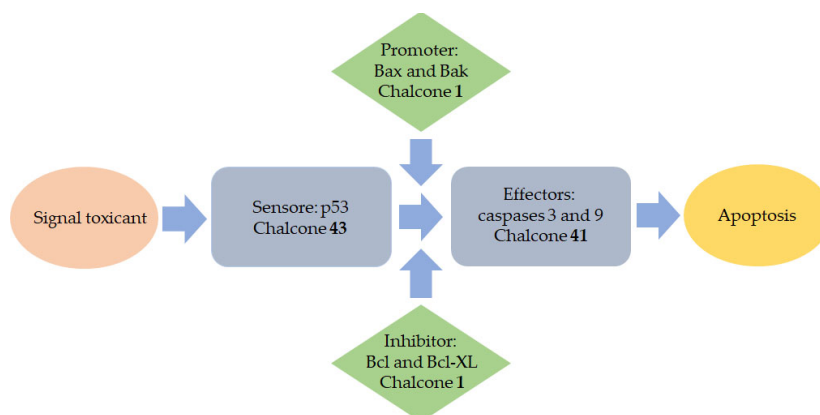 Promoter:
Bax and Bak
Chalcone 1
Signal toxicant
Sensore: p53
Chalcone 43
Effectors:
caspases 3 and 9
Chalcone 41
Apoptosis
Inhibitor:
Bcl and Bcl-XL
Chalcone 1